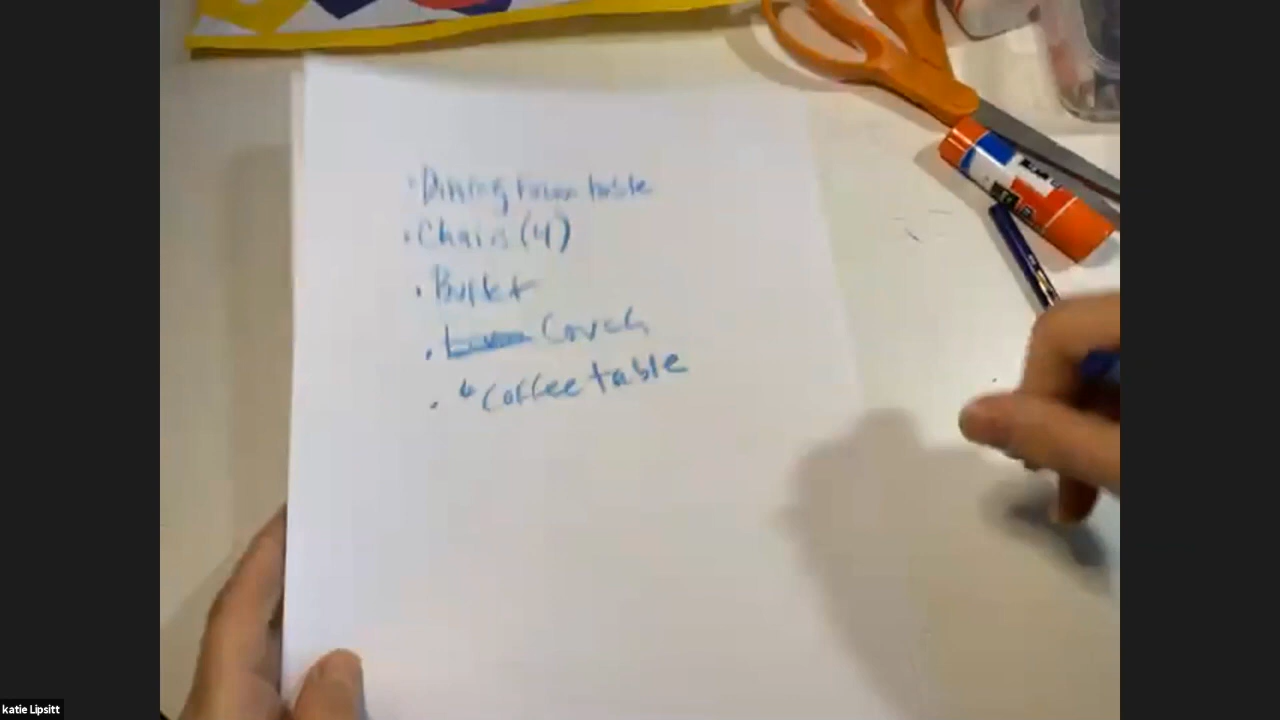 • Dining room table
• Chairs (4)
• Buffet
• Couch
• Coffee table
katie Lipsitt